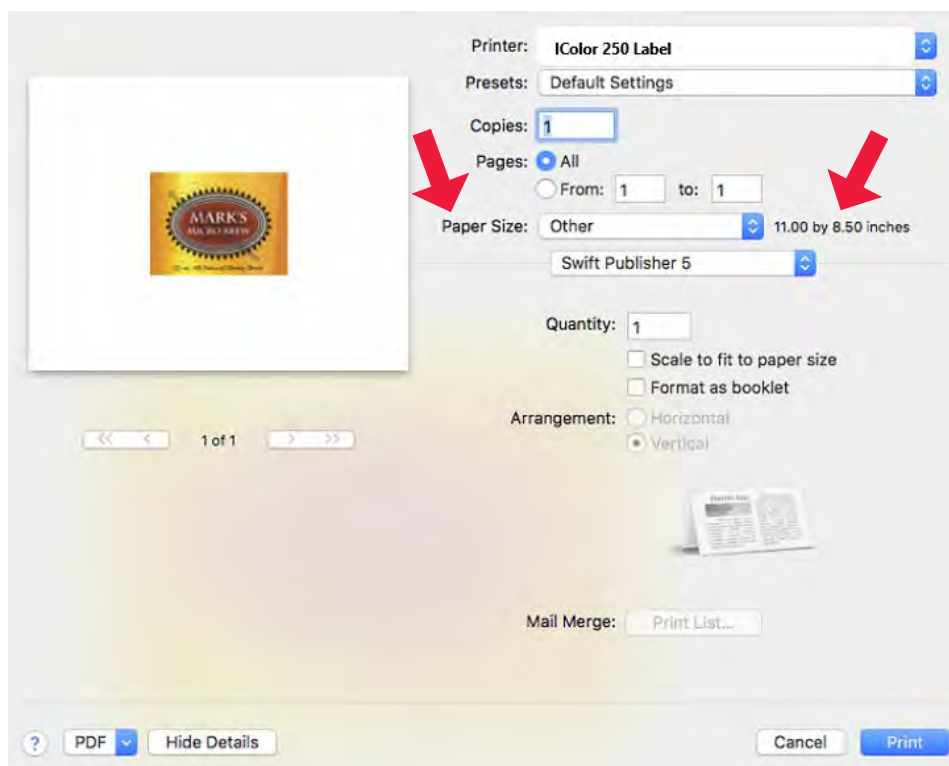 Printer: IColor 250 Label
Presets: Default Settings
Copies: 1
Pages: All
From: 1 to: 1
Paper Size: Other 11.00 by 8.50 inches
Swift Publisher 5
MARK'S
MICRO BREW
Quantity: 1
Scale to fit to paper size
Format as booklet
Arrangement: Horizontal
Vertical
<< < 1 of 1 > >>
Mail Merge: Print List...
? PDF Hide Details Cancel Print